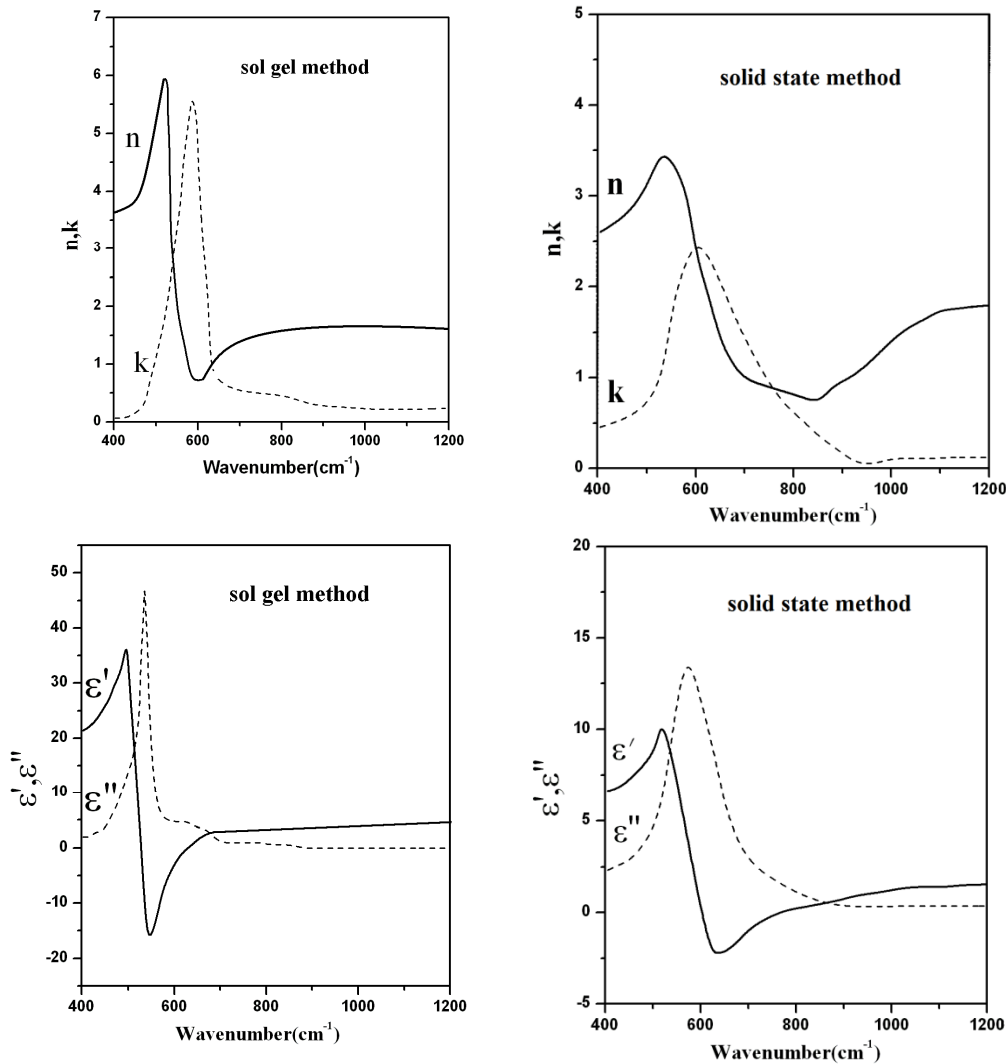 7
6
5
4
3
2
1
0
sol gel method
n
k
n,k
400 600 800 1000 1200
Wavenumber(cm⁻¹)
5
4
3
2
1
0
solid state method
n
k
n,k
400 600 800 1000 1200
Wavenumber(cm⁻¹)
50
40
30
20
10
0
-10
-20
sol gel method
ε'
ε''
ε',ε''
-25
400 600 800 1000 1200
Wavenumber(cm⁻¹)
20
15
10
5
0
-5
solid state method
ε'
ε''
ε',ε''
400 600 800 1000 1200
Wavenumber(cm⁻¹)